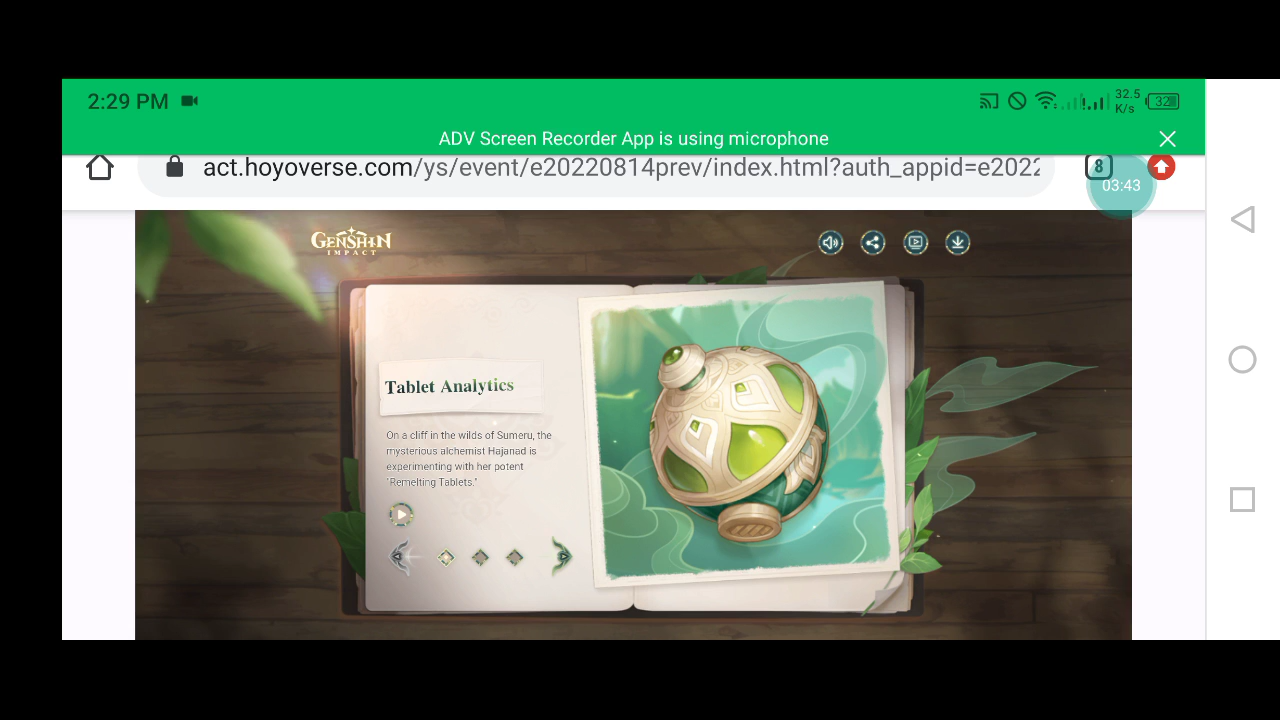 2:29 PM
32.5
K/s
32
ADV Screen Recorder App is using microphone
act.hoyoverse.com/ys/event/e20220814prev/index.html?auth_appid=e2022
8
03:43
GENSHIN
IMPACT
Tablet Analytics
On a cliff in the wilds of Sumeru, the
mysterious alchemist Hajanad is
experimenting with her potent
"Remelting Tablets."